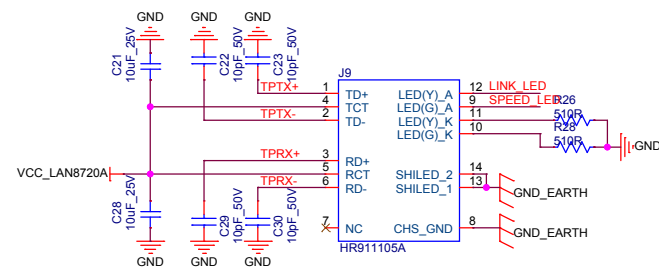 GND GND GND
C21
10uF_25V
C22
10pF_50V
C23
10pF_50V
J9
TPTX+ 1 TD+ LED(Y)_A 12 LINK_LED
4 TCT LED(G)_A 9 SPEED_LED R26
TPTX- 2 TD- LED(Y)_K 11 510R
LED(G)_K 10 R28
510R
GND
TPRX+ 3 RD+
VCC_LAN8720A 5 RCT SHILED_2 14
TPRX- 6 RD- SHILED_1 13
GND_EARTH
C28
10uF_25V
C29
10pF_50V
C30
10pF_50V
7 NC CHS_GND 8
GND_EARTH
HR911105A
GND GND GND